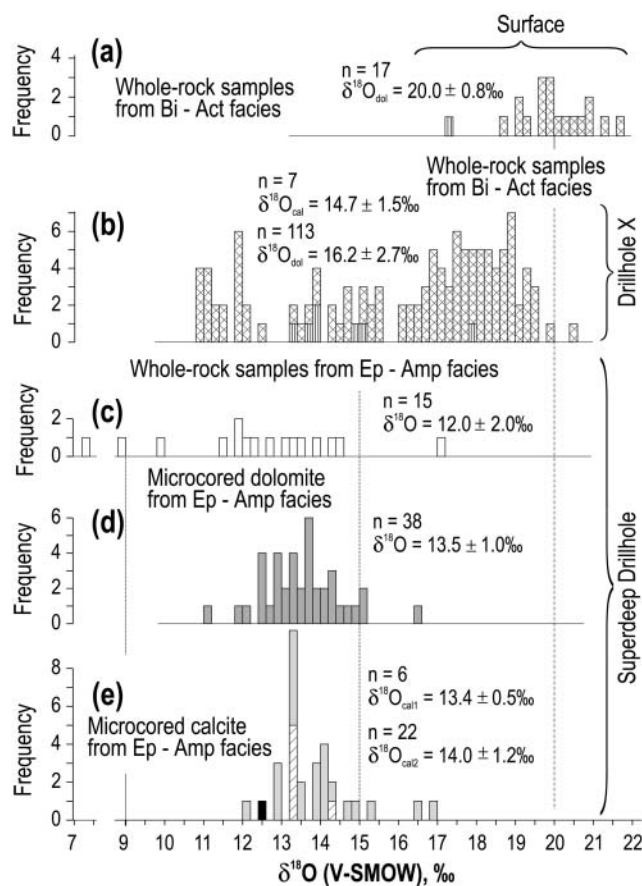 Surface
(a)
Frequency
4
2
0
Whole-rock samples
from Bi - Act facies
n = 17
δ¹⁸O_dol = 20.0 ± 0.8‰
Whole-rock samples
from Bi - Act facies
(b)
Frequency
6
4
2
0
n = 7
δ¹⁸O_cal = 14.7 ± 1.5‰
n = 113
δ¹⁸O_dol = 16.2 ± 2.7‰
Drillhole X
Whole-rock samples from Ep - Amp facies
(c)
Frequency
2
0
n = 15
δ¹⁸O = 12.0 ± 2.0‰
Microcored dolomite
from Ep - Amp facies
(d)
Frequency
6
4
2
0
n = 38
δ¹⁸O = 13.5 ± 1.0‰
Superdeep Drillhole
(e)
Frequency
8
6
4
2
0
Microcored calcite
from Ep - Amp facies
n = 6
δ¹⁸O_cal1 = 13.4 ± 0.5‰
n = 22
δ¹⁸O_cal2 = 14.0 ± 1.2‰
7 8 9 10 11 12 13 14 15 16 17 18 19 20 21 22
δ¹⁸O (V-SMOW), ‰